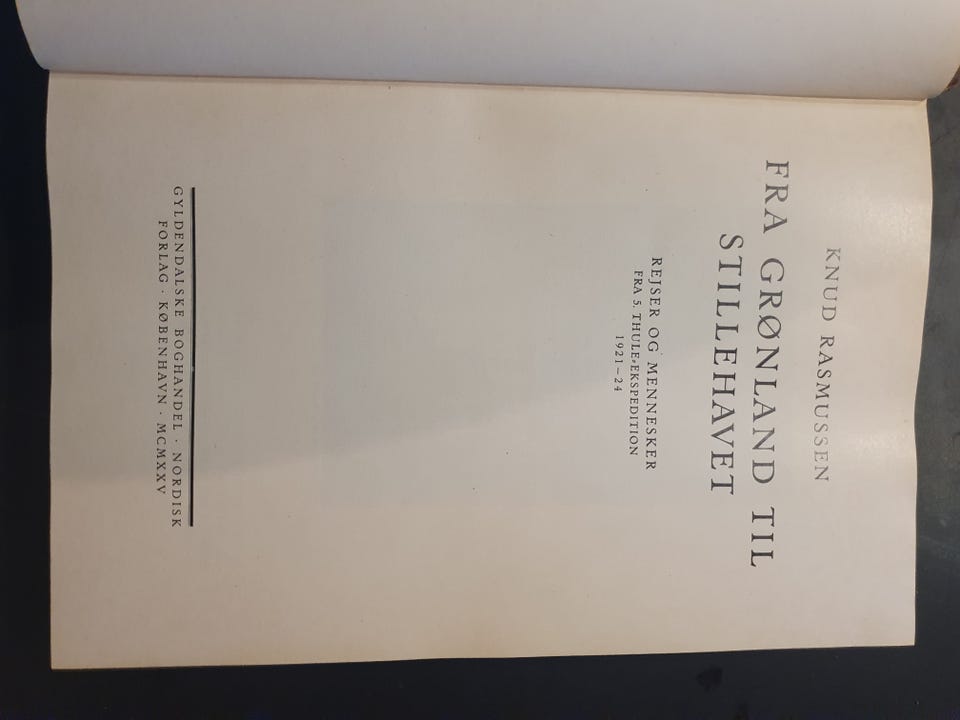 KNUD RASMUSSEN
FRA GRØNLAND TIL
STILLEHAVET
REJSER OG MENNESKER
FRA 5. THULE-EKSPEDITION
1921–24
GYLDENDALSKE BOGHANDEL · NORDISK
FORLAG · KØBENHAVN · MCMXXV